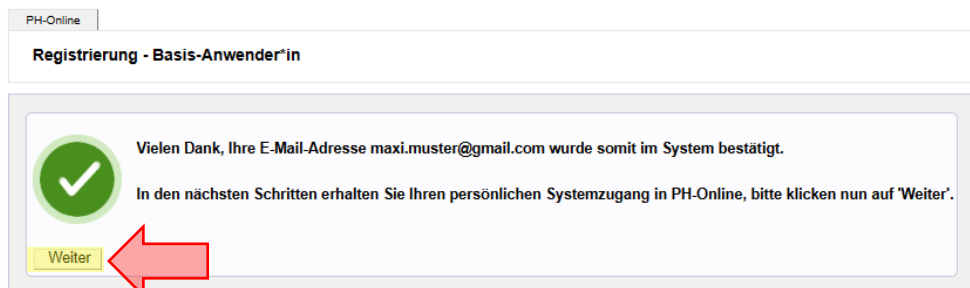 PH-Online
Registrierung - Basis-Anwender*in
Vielen Dank, Ihre E-Mail-Adresse maxi.muster@gmail.com wurde somit im System bestätigt.
In den nächsten Schritten erhalten Sie Ihren persönlichen Systemzugang in PH-Online, bitte klicken nun auf 'Weiter'.
Weiter